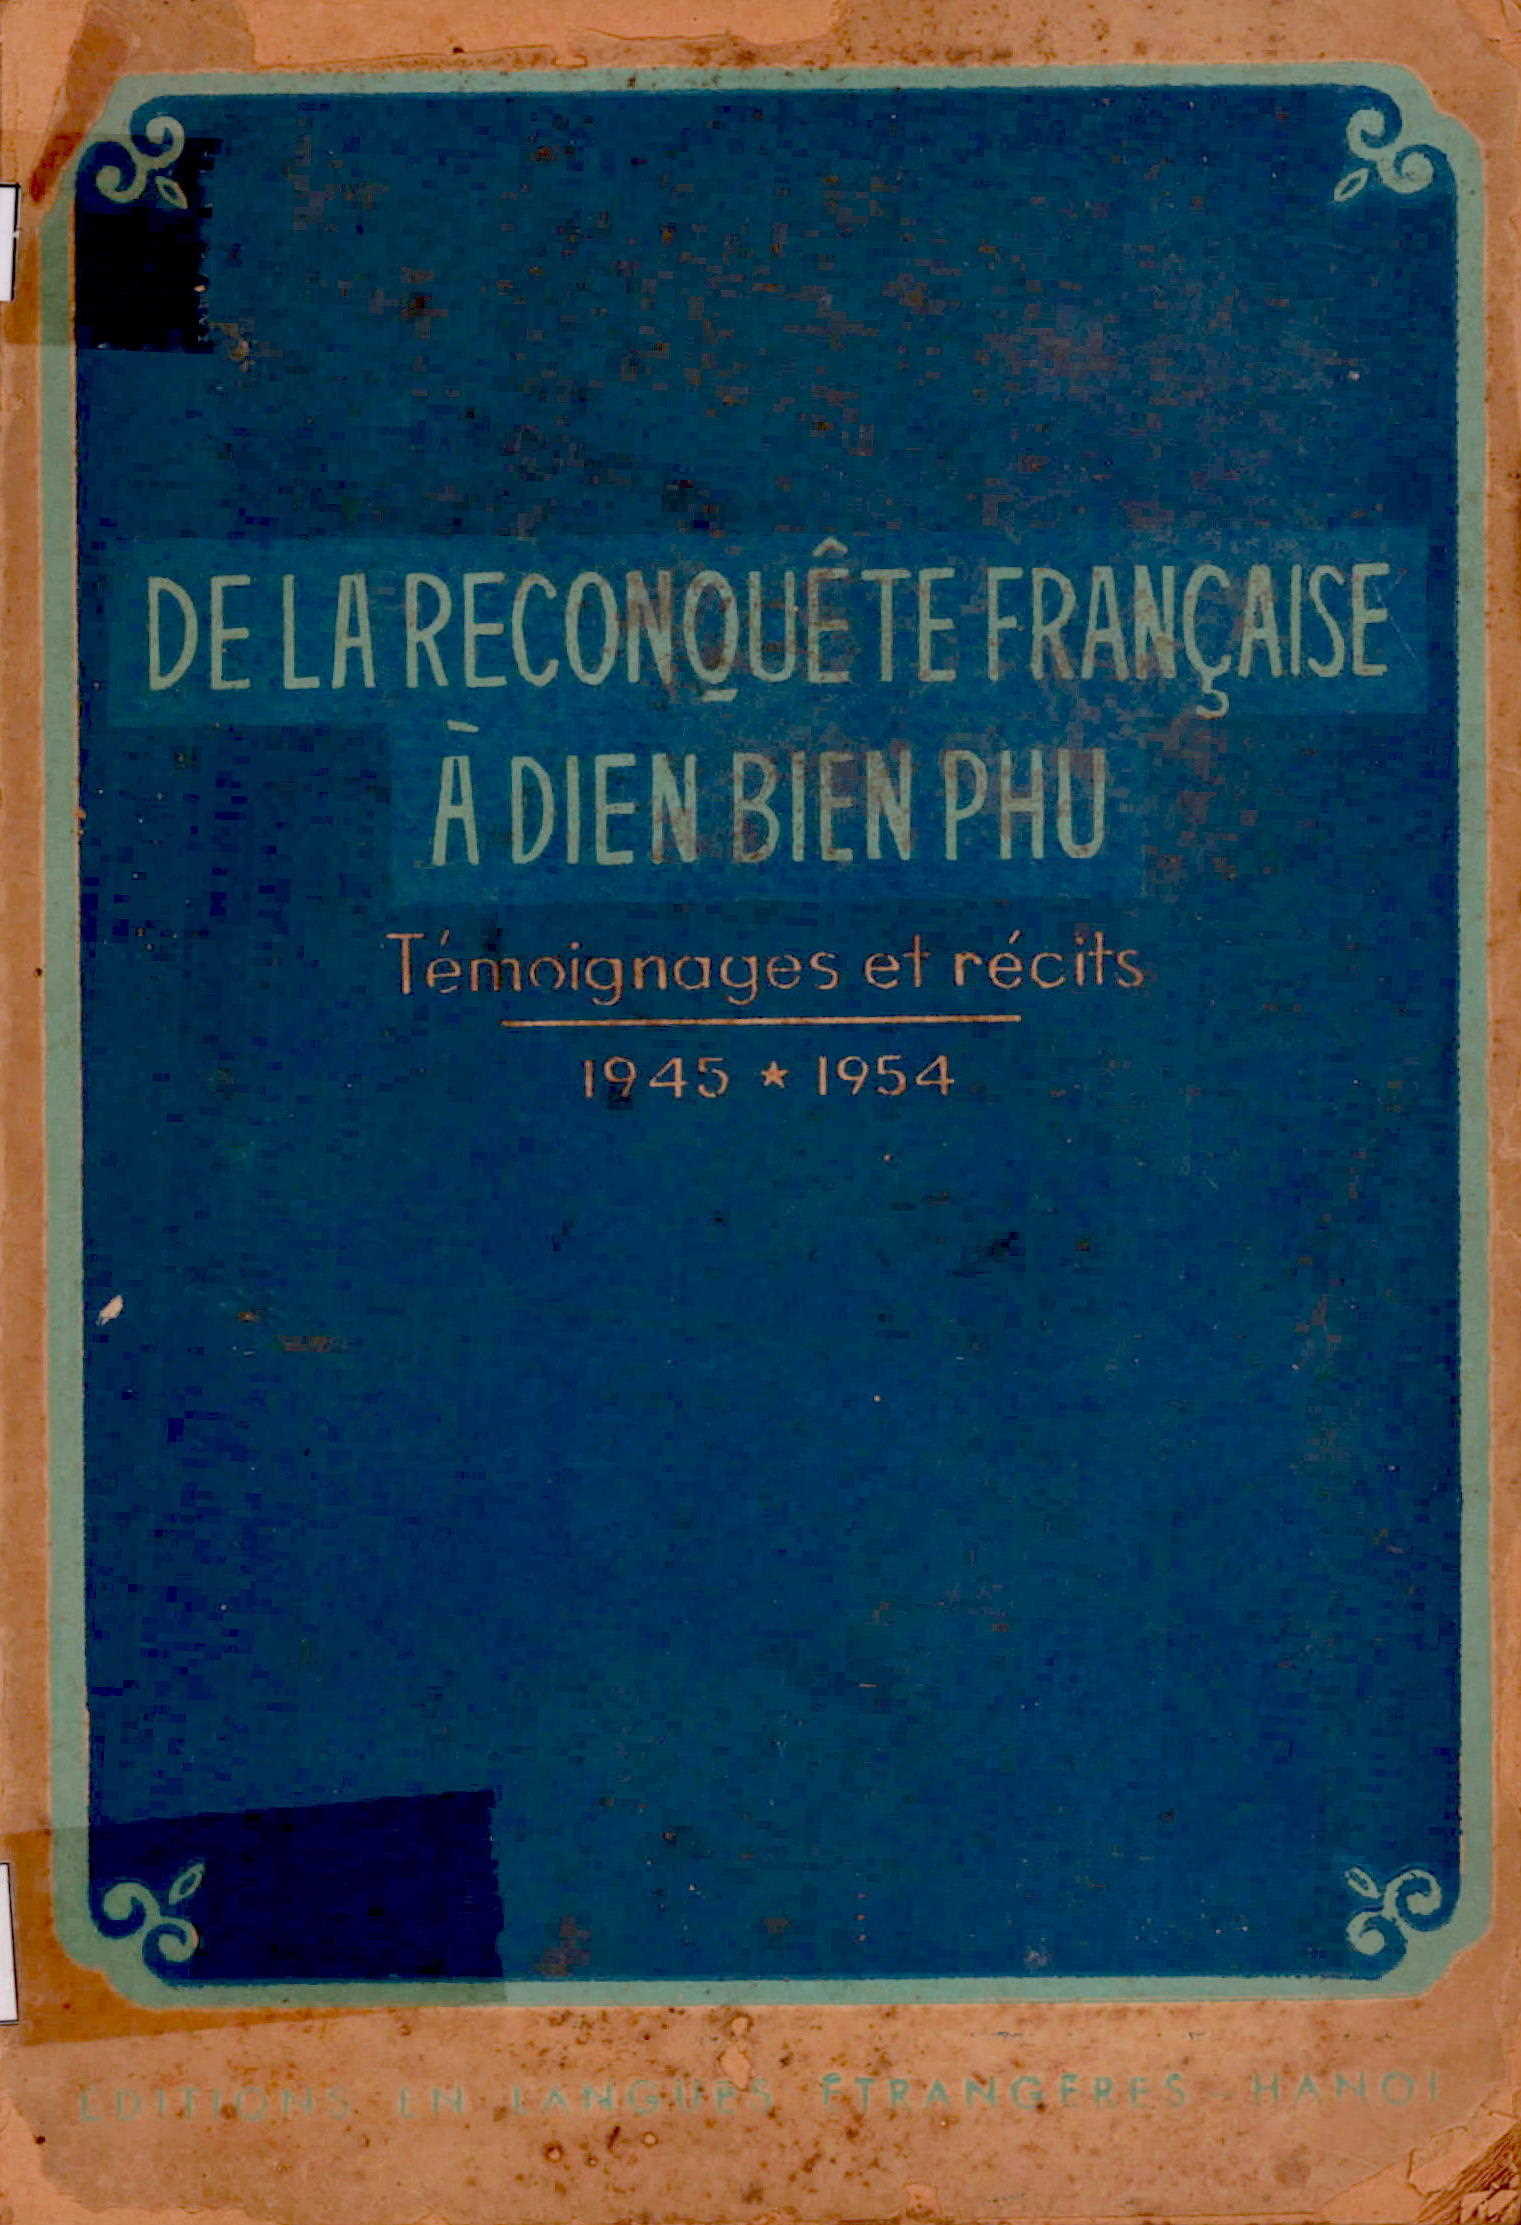 DE LA RECONQUÊTE FRANÇAISE
À DIEN BIEN PHU
Témoignages et récits
1945 ★ 1954
EDITIONS EN LANGUES ÉTRANGÈRES - HANOI